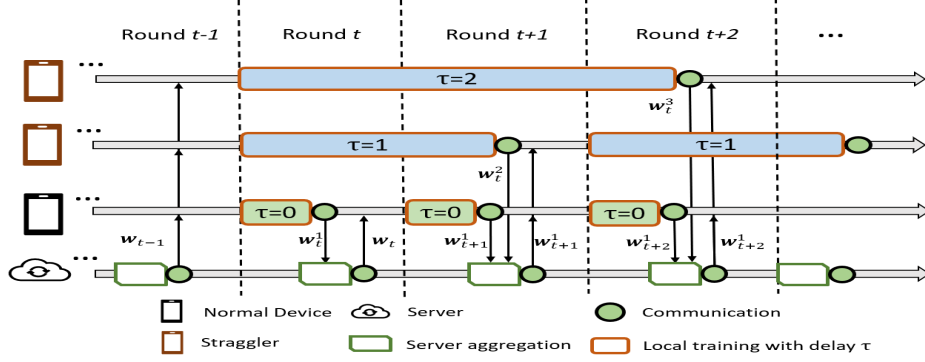 Round t-1 Round t Round t+1 Round t+2 ...
... τ=2
w_t^3
... τ=1 τ=1
w_t^2
... τ=0 τ=0 τ=0
w_{t-1} w_t^1 w_t w_{t+1}^1 w_{t+1}^1 w_{t+2}^1 w_{t+2}^1
...
Normal Device Server Communication
Straggler Server aggregation Local training with delay τ